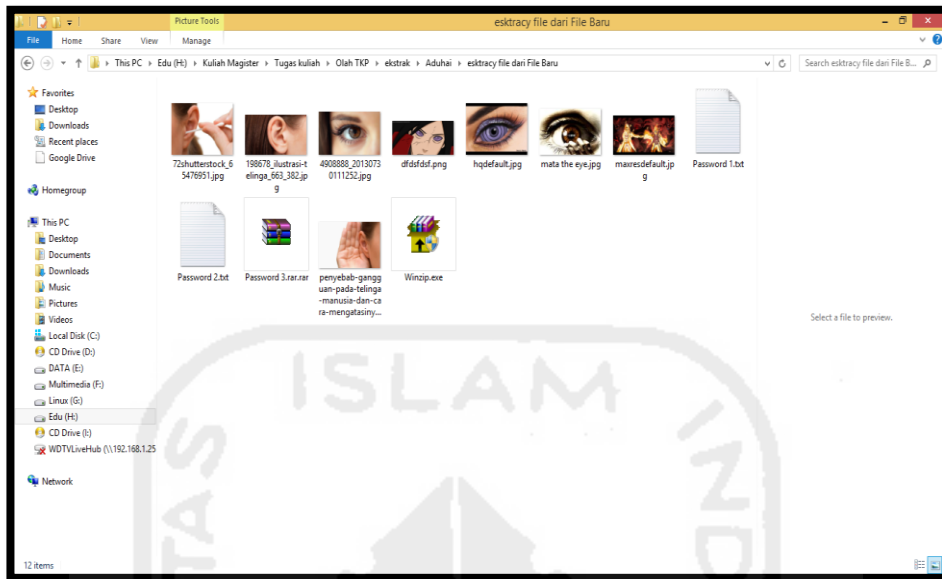 Picture Tools
esktracy file dari File Baru
File Home Share View Manage
This PC Edu (H:) Kuliah Magister Tugas kuliah Olah TKP ekstrak Aduhai esktracy file dari File Baru
Search esktracy file dari File B...
Favorites
Desktop
Downloads
Recent places
Google Drive
Homegroup
This PC
Desktop
Documents
Downloads
Music
Pictures
Videos
Local Disk (C:)
CD Drive (D:)
DATA (E:)
Multimedia (F:)
Linux (G:)
Edu (H:)
CD Drive (I:)
WDTVLiveHub (\\192.168.1.25
Network
72shutterstock_6
5476951.jpg
198678_ilustrasi-t
elinga_663_382.jp
g
4908888_2013073
0111252.jpg
dfdsfdsf.png
hqdefault.jpg
mata the eye.jpg
maxresdefault.jp
g
Password 1.txt
Password 2.txt
Password 3.rar.rar
penyebab-gangg
uan-pada-telinga
-manusia-dan-ca
ra-mengatasiny...
Winzip.exe
Select a file to preview.
12 items
ISLAM